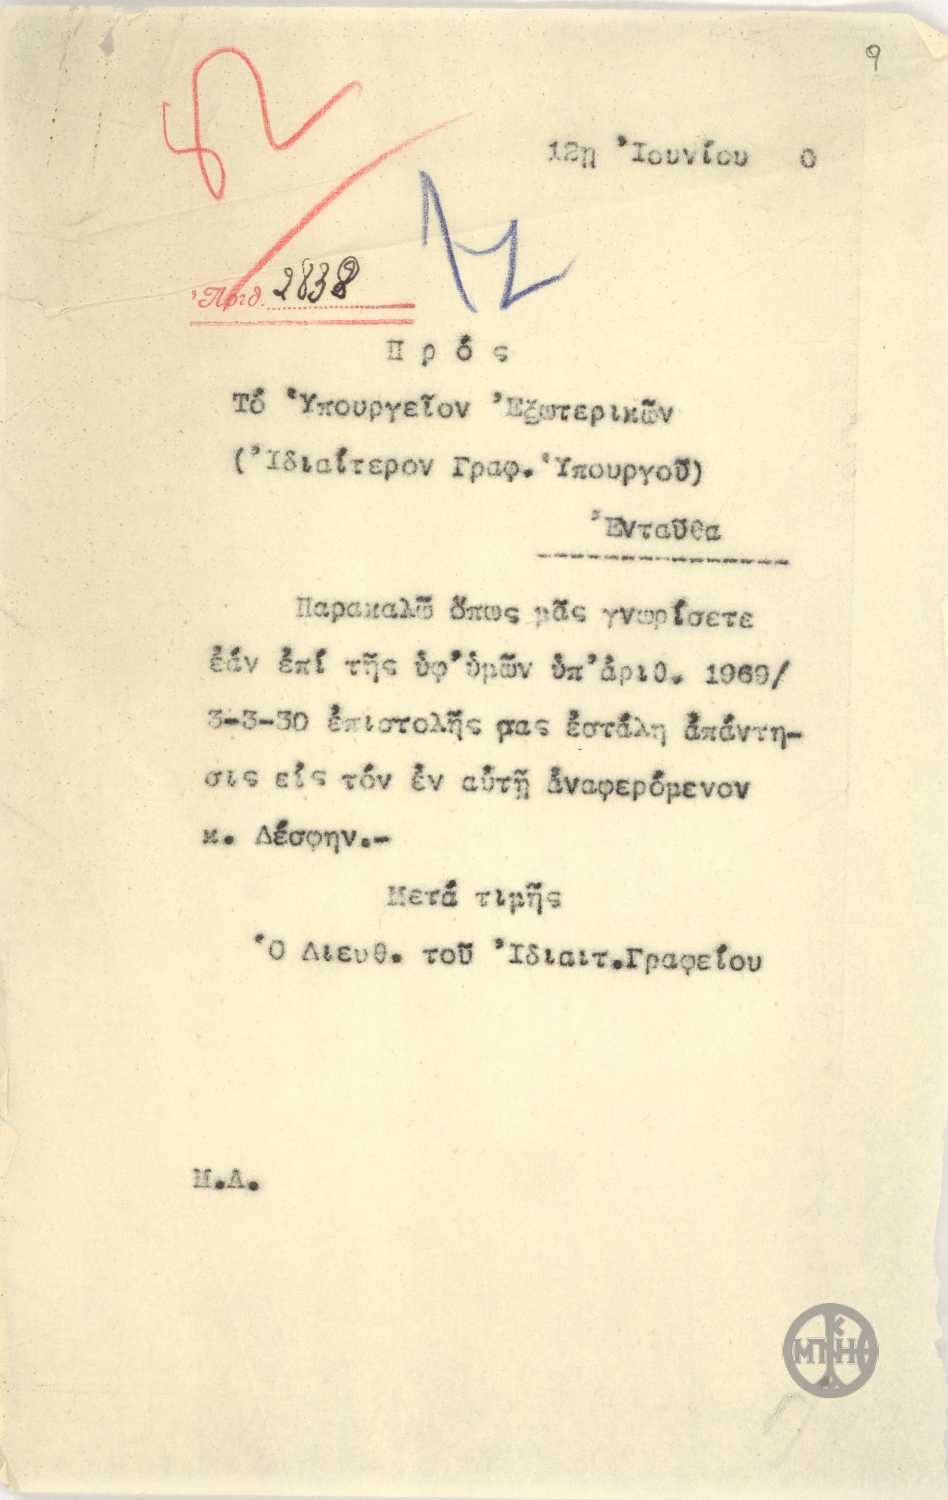 9
12η Ἰουνίου 0
Ἀριθ. 2838
Πρός
Τό Ὑπουργεῖον Ἐξωτερικῶν
(Ἰδιαίτερον Γραφ. Ὑπουργοῦ)
Ἐνταῦθα
Παρακαλῶ ὅπως μᾶς γνωρίσετε
ἐάν ἐπί τῆς ὑφ'ὑμῶν ὑπ'ἀριθ. 1969/
3-3-30 ἐπιστολῆς μας ἐστάλη ἀπάντη-
σις εἰς τόν ἐν αὐτῇ ἀναφερόμενον
κ. Δέσφην.-
Μετά τιμῆς
Ὁ Διευθ. τοῦ Ἰδιαιτ.Γραφείου
Μ.Α.